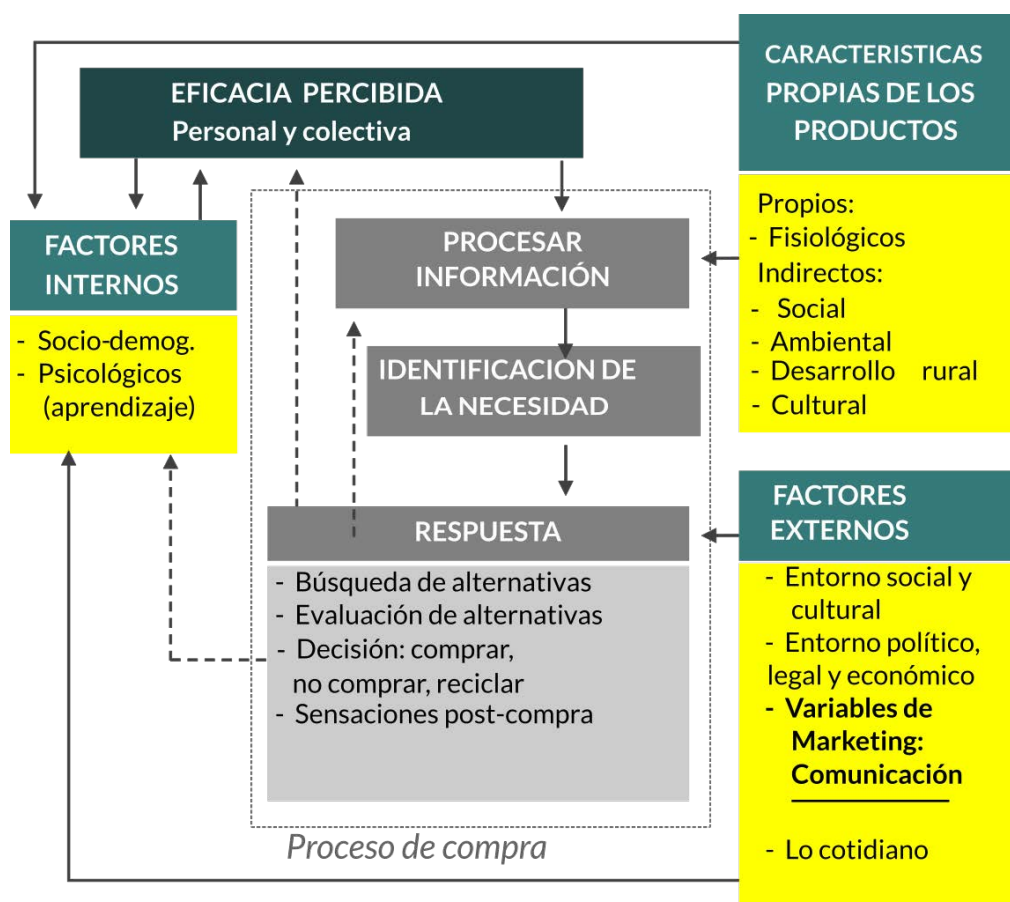 CARACTERISTICAS
PROPIAS DE LOS
PRODUCTOS
EFICACIA PERCIBIDA
Personal y colectiva
Propios:
- Fisiológicos
Indirectos:
- Social
- Ambiental
- Desarrollo rural
- Cultural
FACTORES
INTERNOS
- Socio-demog.
- Psicológicos
(aprendizaje)
PROCESAR
INFORMACIÓN
IDENTIFICACION DE
LA NECESIDAD
RESPUESTA
- Búsqueda de alternativas
- Evaluación de alternativas
- Decisión: comprar,
no comprar, reciclar
- Sensaciones post-compra
Proceso de compra
FACTORES
EXTERNOS
- Entorno social y
cultural
- Entorno político,
legal y económico
- Variables de
Marketing:
Comunicación
- Lo cotidiano